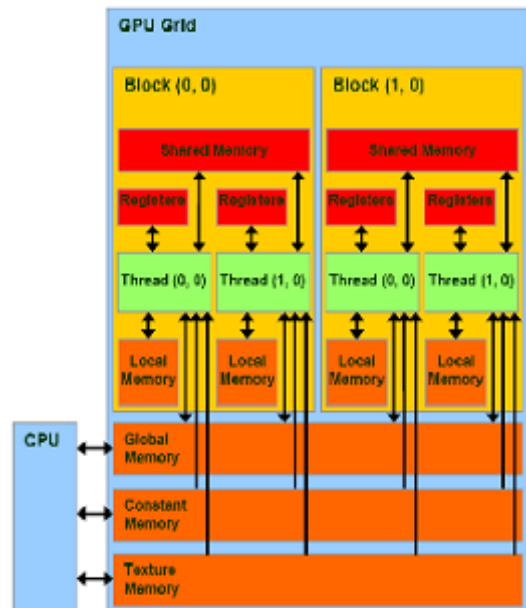 GPU Grid
Block (0, 0)
Block (1, 0)
Shared Memory
Shared Memory
Registers
Registers
Registers
Registers
Thread (0, 0)
Thread (1, 0)
Thread (0, 0)
Thread (1, 0)
Local
Memory
Local
Memory
Local
Memory
Local
Memory
CPU
Global
Memory
Constant
Memory
Texture
Memory